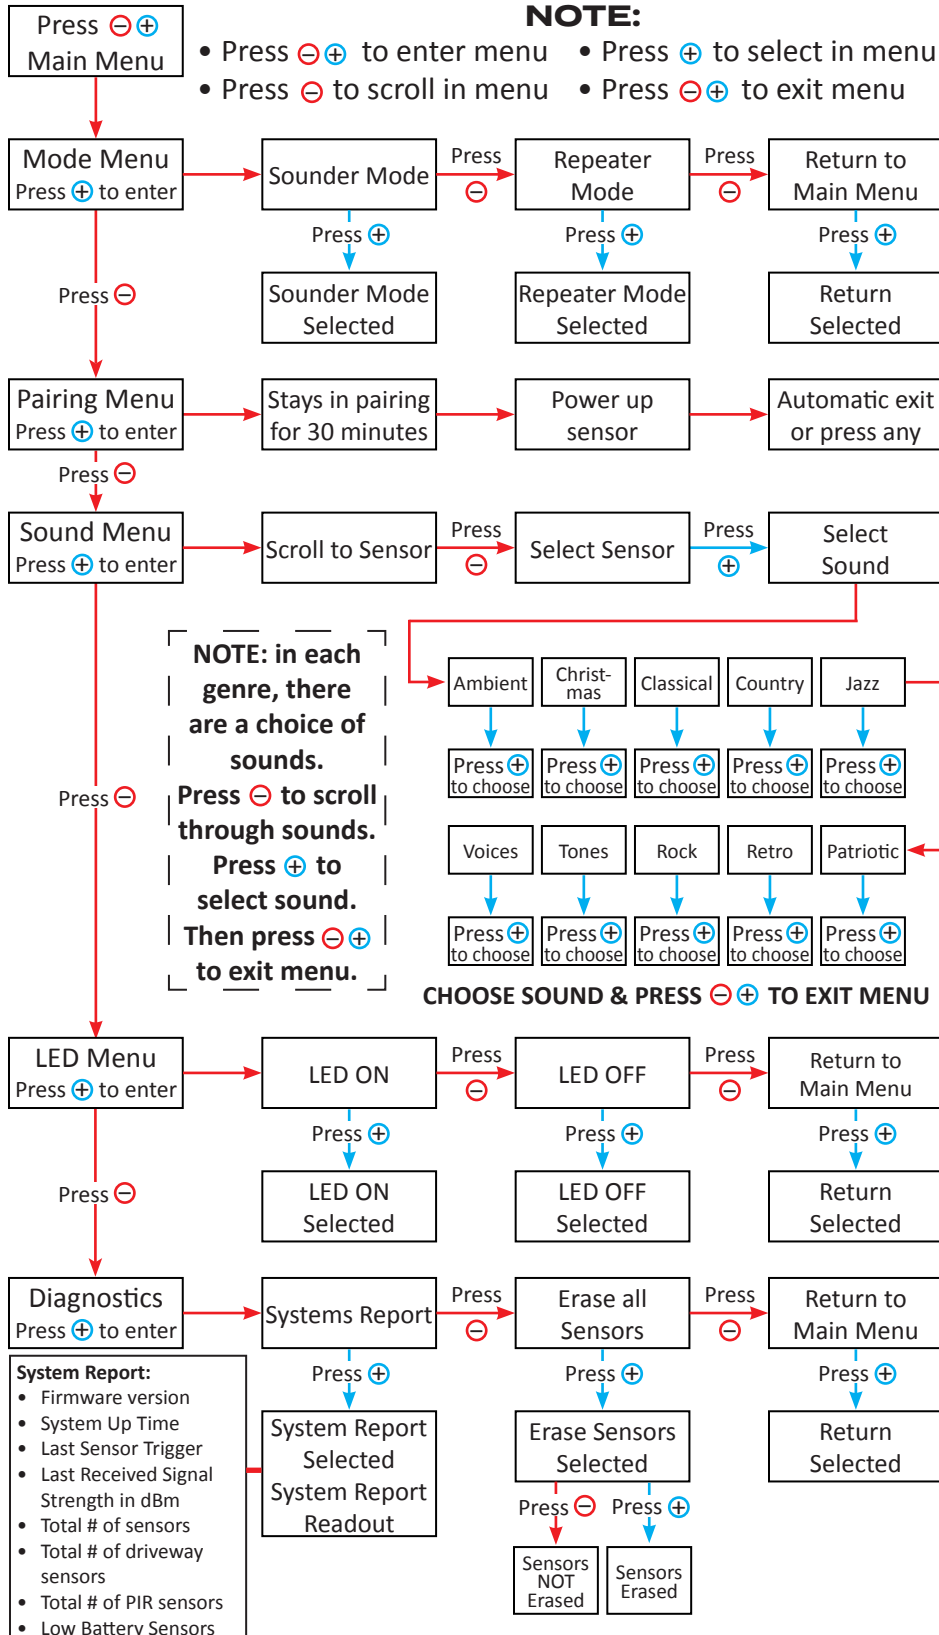 Press ⊖ ⊕
Main Menu
NOTE:
• Press ⊖ ⊕ to enter menu
• Press ⊕ to select in menu
• Press ⊖ to scroll in menu
• Press ⊖ ⊕ to exit menu
Mode Menu
Press ⊕ to enter
Sounder Mode
Press
⊖
Repeater
Mode
Press
⊖
Return to
Main Menu
Press ⊕
Press ⊕
Press ⊕
Sounder Mode
Selected
Repeater Mode
Selected
Return
Selected
Press ⊖
Pairing Menu
Press ⊕ to enter
Stays in pairing
for 30 minutes
Power up
sensor
Automatic exit
or press any
Press ⊖
Sound Menu
Press ⊕ to enter
Scroll to Sensor
Press
⊖
Select Sensor
Press
⊕
Select
Sound
NOTE: in each
genre, there
are a choice of
sounds.
Press ⊖ to scroll
through sounds.
Press ⊕ to
select sound.
Then press ⊖ ⊕
to exit menu.
Ambient
Christ-
mas
Classical
Country
Jazz
Press ⊕
to choose
Press ⊕
to choose
Press ⊕
to choose
Press ⊕
to choose
Press ⊕
to choose
Press ⊖
Voices
Tones
Rock
Retro
Patriotic
Press ⊕
to choose
Press ⊕
to choose
Press ⊕
to choose
Press ⊕
to choose
Press ⊕
to choose
CHOOSE SOUND & PRESS ⊖ ⊕ TO EXIT MENU
LED Menu
Press ⊕ to enter
LED ON
Press
⊖
LED OFF
Press
⊖
Return to
Main Menu
Press ⊕
Press ⊕
Press ⊕
LED ON
Selected
LED OFF
Selected
Return
Selected
Press ⊖
Diagnostics
Press ⊕ to enter
Systems Report
Press
⊖
Erase all
Sensors
Press
⊖
Return to
Main Menu
Press ⊕
Press ⊕
Press ⊕
System Report:
• Firmware version
• System Up Time
• Last Sensor Trigger
• Last Received Signal
Strength in dBm
• Total # of sensors
• Total # of driveway
sensors
• Total # of PIR sensors
• Low Battery Sensors
System Report
Selected
System Report
Readout
Erase Sensors
Selected
Return
Selected
Press ⊖
Press ⊕
Sensors
NOT
Erased
Sensors
Erased